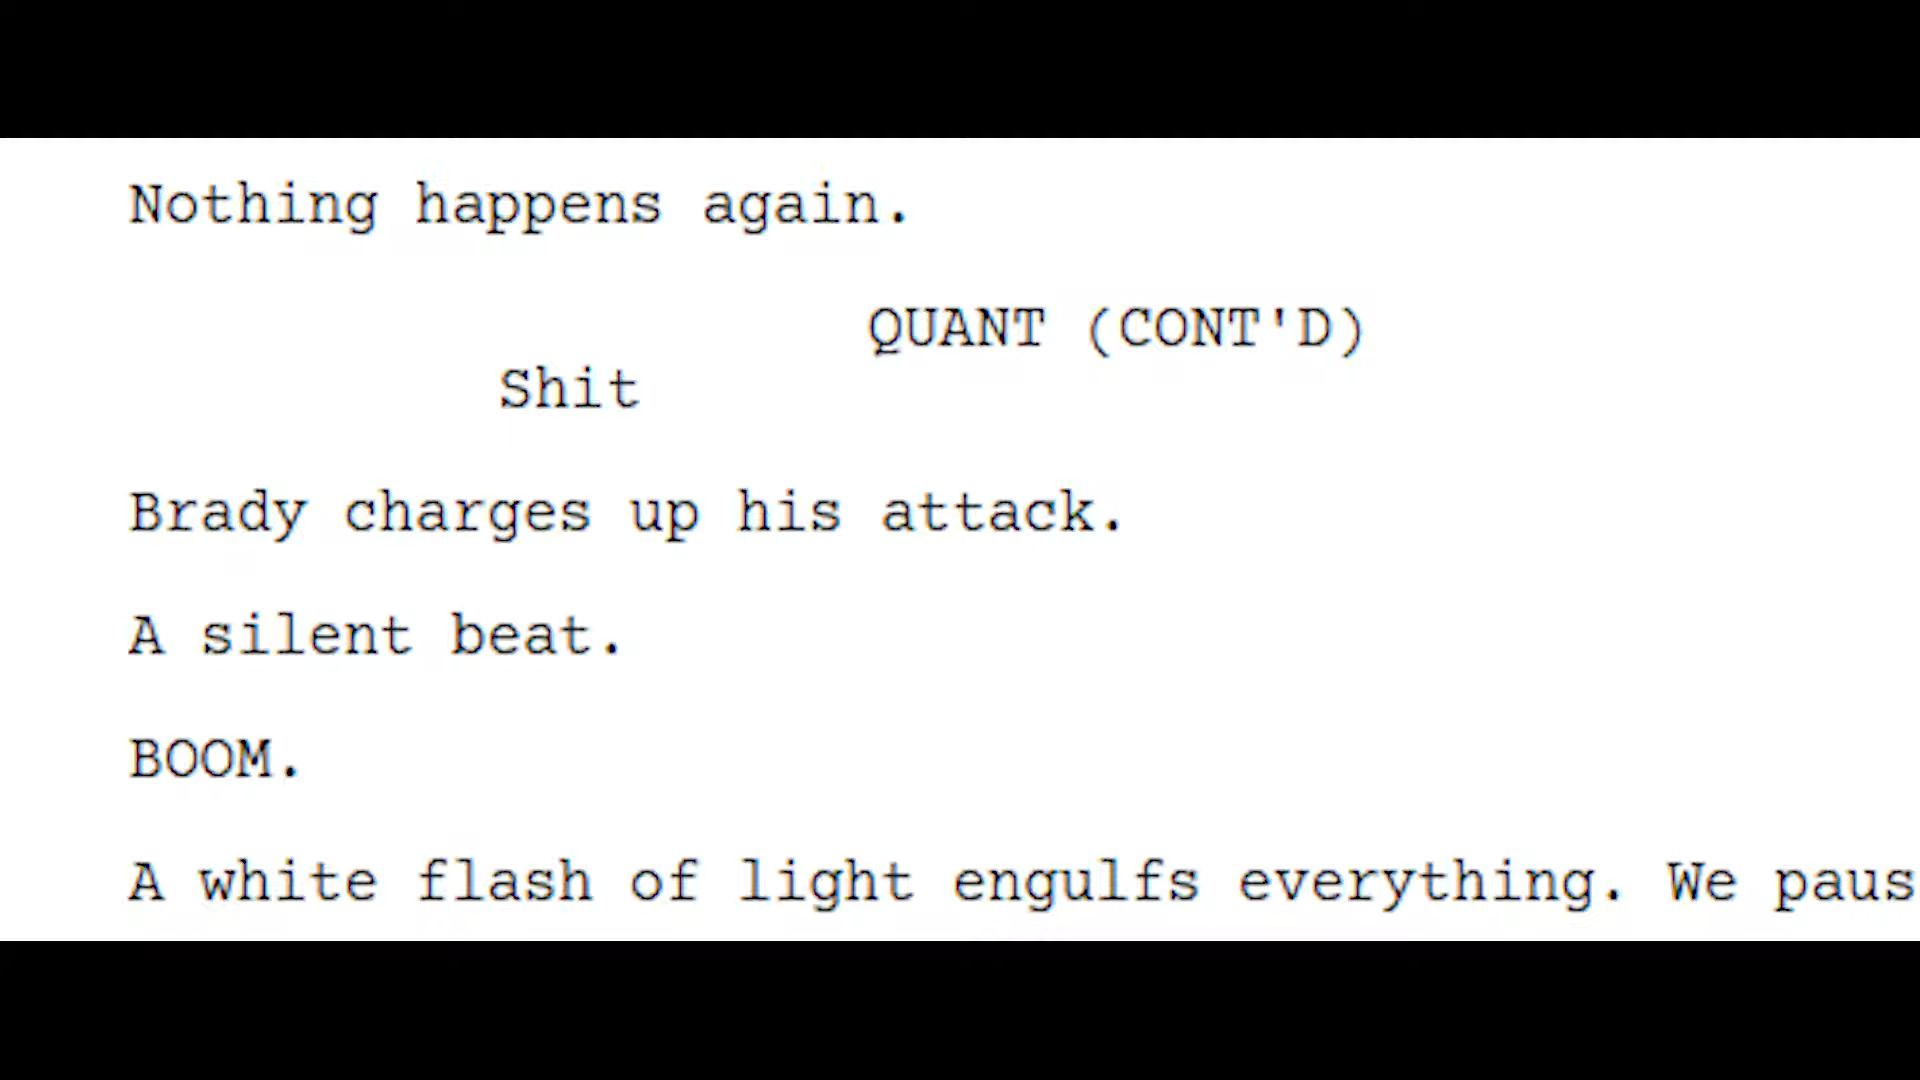 Nothing happens again.
QUANT (CONT'D)
Shit
Brady charges up his attack.
A silent beat.
BOOM.
A white flash of light engulfs everything. We paus